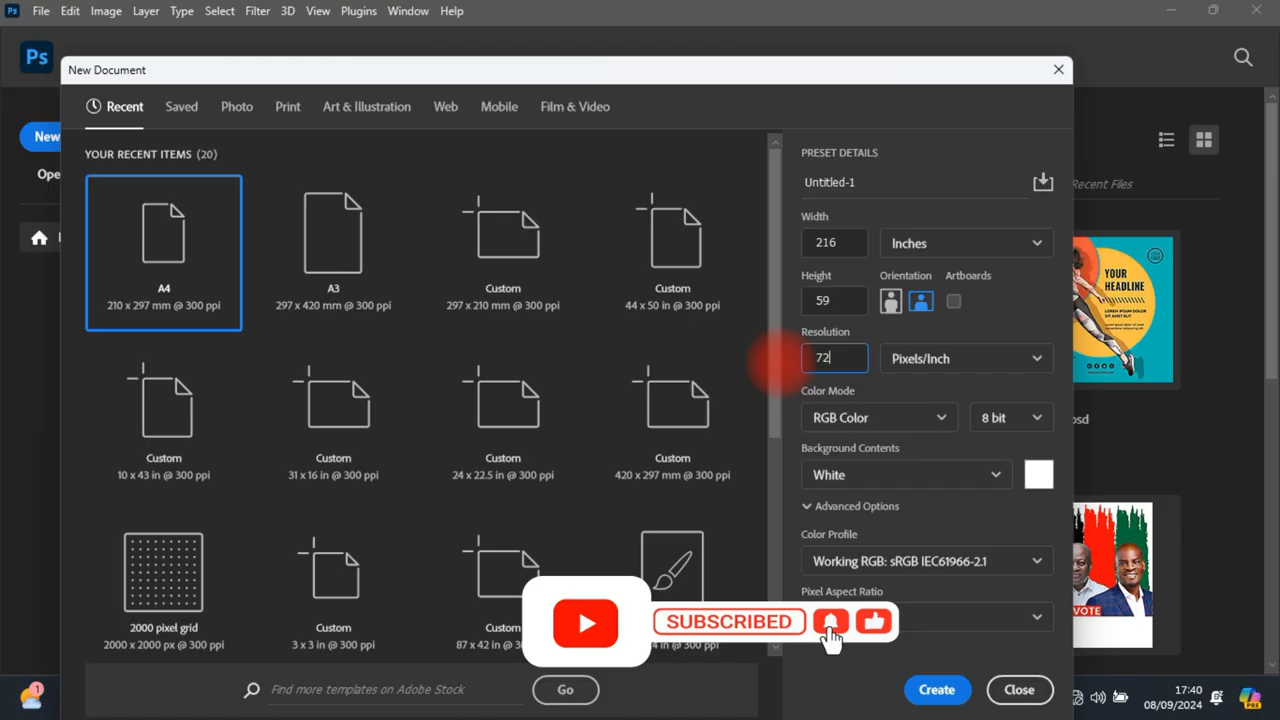 Ps File Edit Image Layer Type Select Filter 3D View Plugins Window Help
Ps
New Document
New
Ope
Recent Saved Photo Print Art & Illustration Web Mobile Film & Video
YOUR RECENT ITEMS (20)
A4
210 x 297 mm @ 300 ppi
A3
297 x 420 mm @ 300 ppi
Custom
297 x 210 mm @ 300 ppi
Custom
44 x 50 in @ 300 ppi
Custom
10 x 43 in @ 300 ppi
Custom
31 x 16 in @ 300 ppi
Custom
24 x 22.5 in @ 300 ppi
Custom
420 x 297 mm @ 300 ppi
2000 pixel grid
2000 x 2000 px @ 300 ppi
Custom
3 x 3 in @ 300 ppi
Custom
87 x 42 in @ 300
in @ 300 ppi
Find more templates on Adobe Stock
Go
PRESET DETAILS
Untitled-1
Width
216 Inches
Height Orientation Artboards
59
Resolution
72 Pixels/Inch
Color Mode
RGB Color 8 bit
Background Contents
White
Advanced Options
Color Profile
Working RGB: sRGB IEC61966-2.1
Pixel Aspect Ratio
Create Close
SUBSCRIBED
Recent Files
YOUR
HEADLINE
psd
VOTE
1
17:40
08/09/2024
PRE